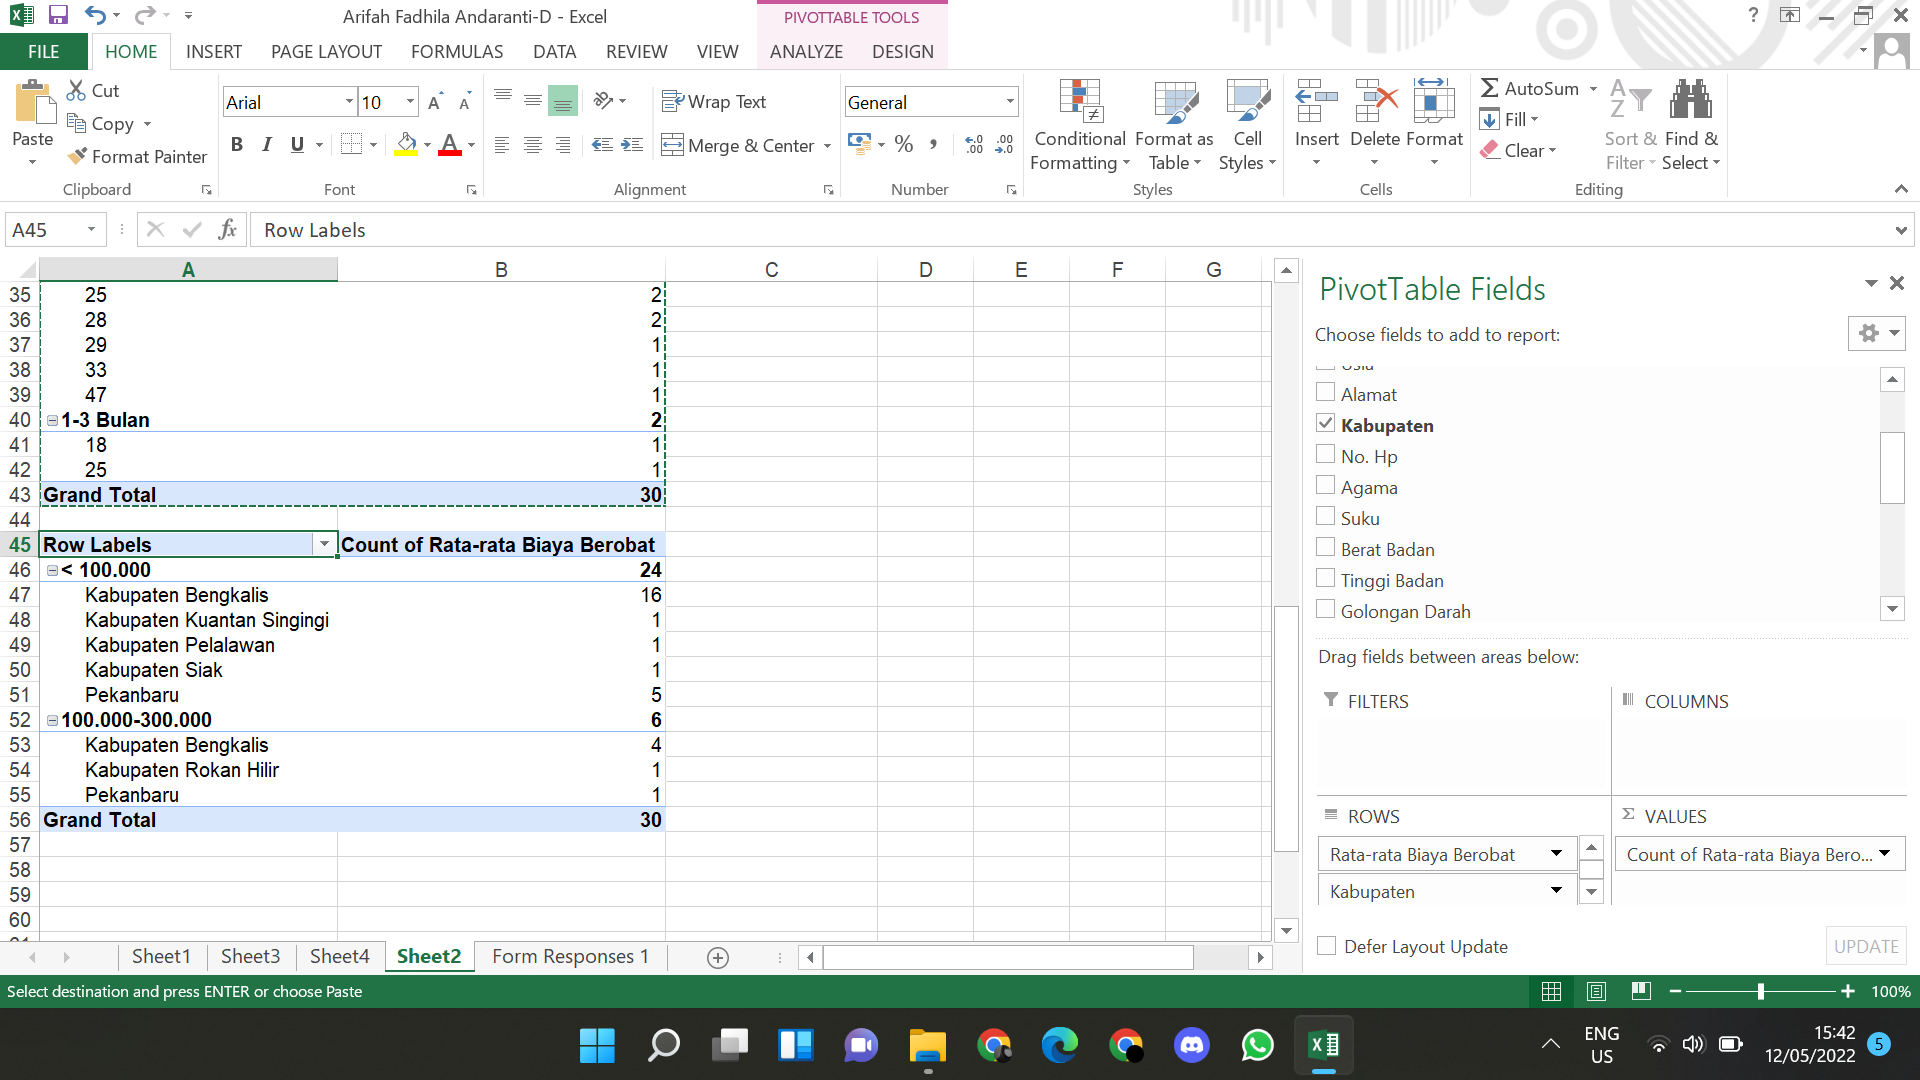 Arifah Fadhila Andaranti-D - Excel
PIVOTTABLE TOOLS
?
FILE
HOME
INSERT
PAGE LAYOUT
FORMULAS
DATA
REVIEW
VIEW
ANALYZE
DESIGN
Paste
Cut
Copy
Format Painter
Clipboard
Arial
10
B I U
Font
Wrap Text
Merge & Center
Alignment
General
%
Number
Conditional Formatting
Format as Table
Cell Styles
Styles
Insert
Delete
Format
Cells
AutoSum
Fill
Clear
Sort & Filter
Find & Select
Editing
A45
fx
Row Labels
A B C D E F G
35 25 2
36 28 2
37 29 1
38 33 1
39 47 1
40 1-3 Bulan 2
41 18 1
42 25 1
43 Grand Total 30
44
45 Row Labels Count of Rata-rata Biaya Berobat
46 < 100.000 24
47 Kabupaten Bengkalis 16
48 Kabupaten Kuantan Singingi 1
49 Kabupaten Pelalawan 1
50 Kabupaten Siak 1
51 Pekanbaru 5
52 100.000-300.000 6
53 Kabupaten Bengkalis 4
54 Kabupaten Rokan Hilir 1
55 Pekanbaru 1
56 Grand Total 30
57
58
59
60
PivotTable Fields
Choose fields to add to report:
Alamat
Kabupaten
No. Hp
Agama
Suku
Berat Badan
Tinggi Badan
Golongan Darah
Drag fields between areas below:
FILTERS
COLUMNS
ROWS
VALUES
Rata-rata Biaya Berobat
Count of Rata-rata Biaya Bero...
Kabupaten
Defer Layout Update
UPDATE
Sheet1
Sheet3
Sheet4
Sheet2
Form Responses 1
Select destination and press ENTER or choose Paste
100%
ENG
US
15:42
12/05/2022
5